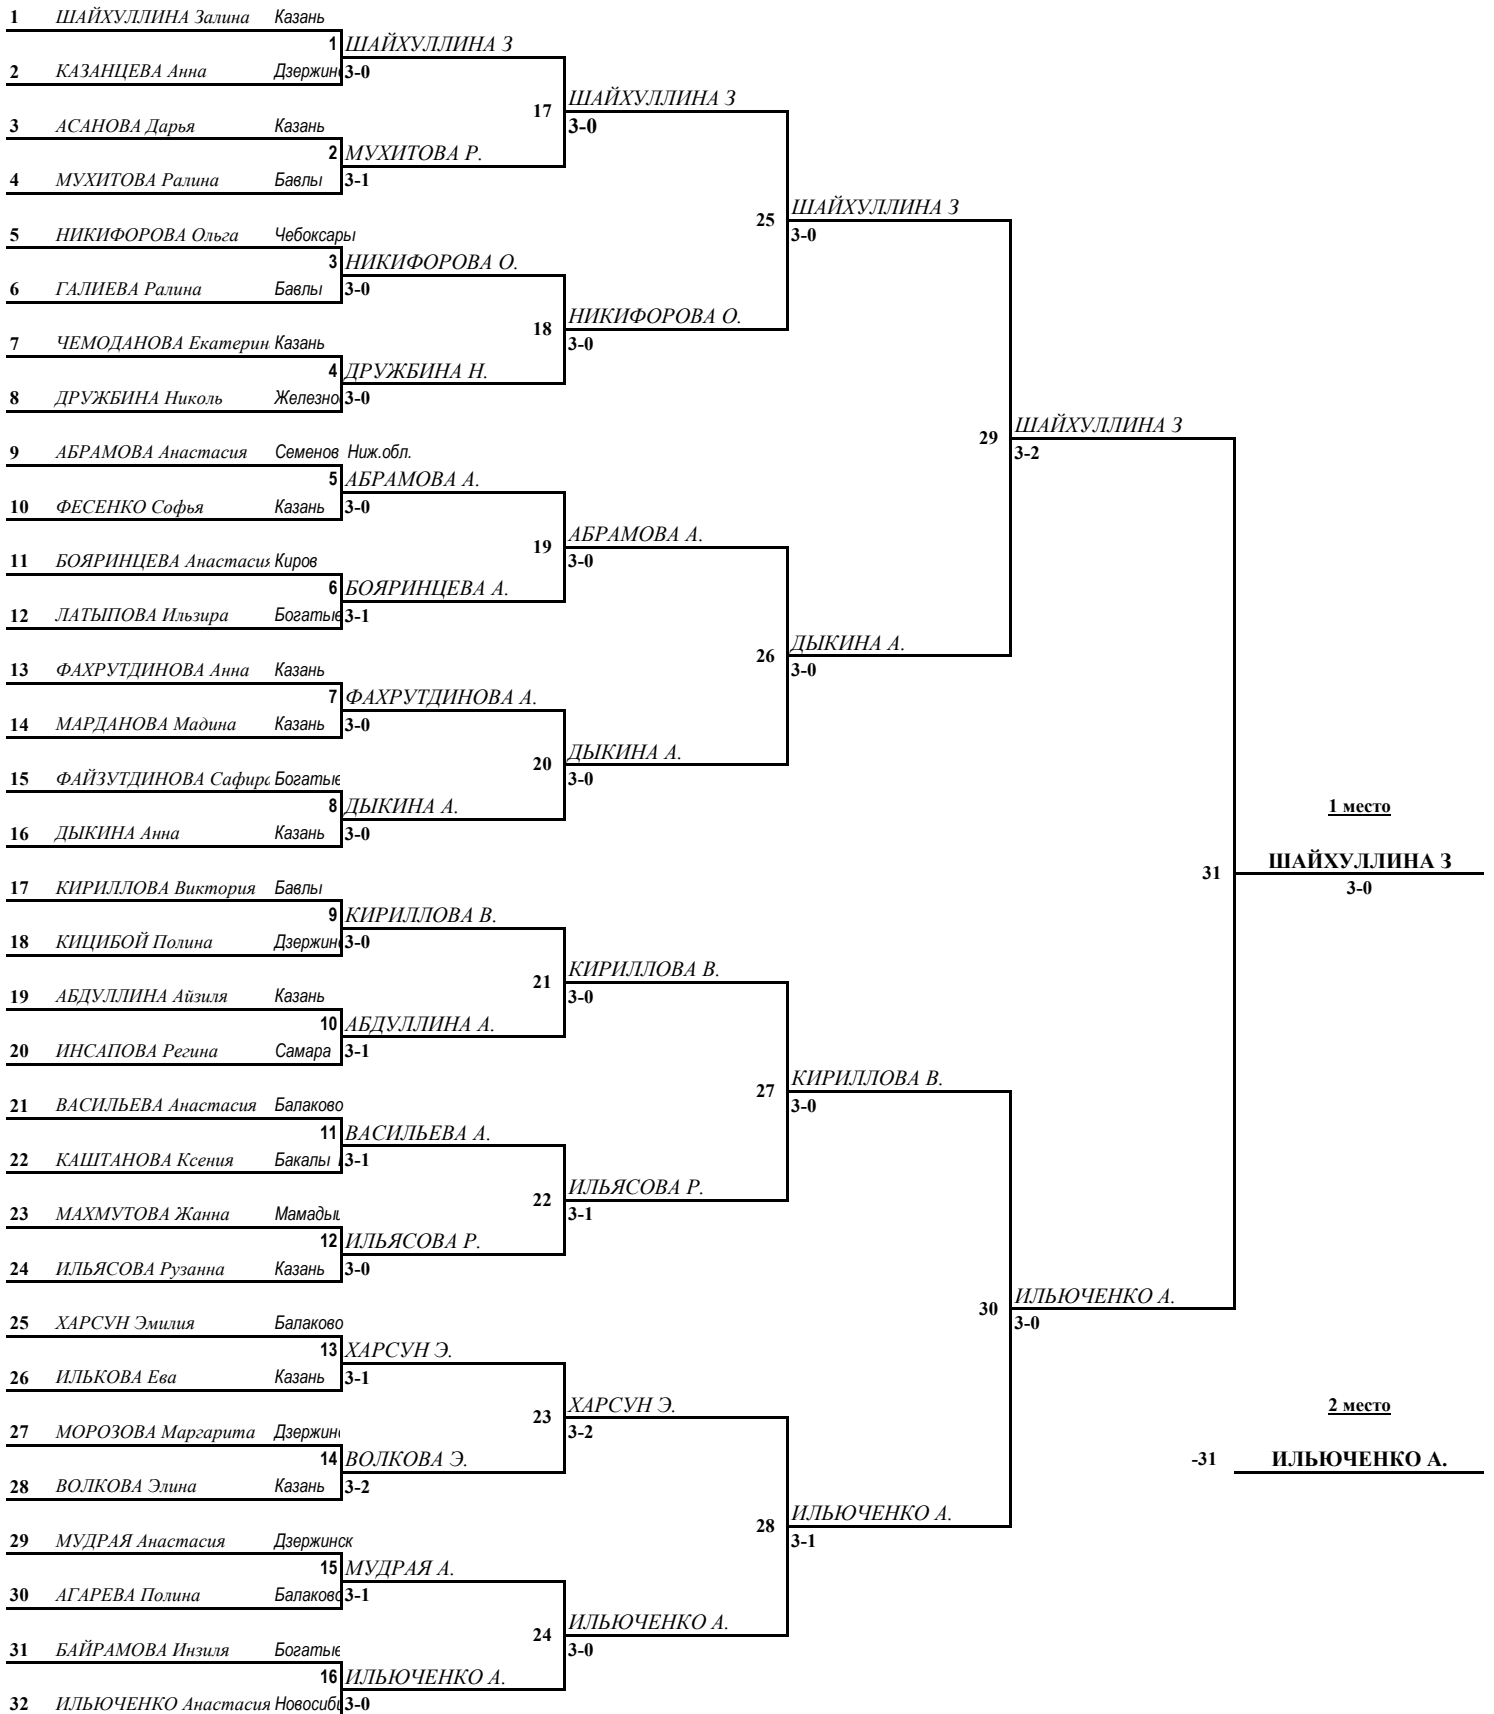 1 ШАЙХУЛЛИНА Залина Казань
1 ШАЙХУЛЛИНА З
2 КАЗАНЦЕВА Анна Дзержин 3-0
17 ШАЙХУЛЛИНА З
3 АСАНОВА Дарья Казань 3-0
2 МУХИТОВА Р.
4 МУХИТОВА Ралина Бавлы 3-1
25 ШАЙХУЛЛИНА З
5 НИКИФОРОВА Ольга Чебоксары 3-0
3 НИКИФОРОВА О.
6 ГАЛИЕВА Ралина Бавлы 3-0
18 НИКИФОРОВА О.
7 ЧЕМОДАНОВА Екатерин Казань 3-0
4 ДРУЖБИНА Н.
8 ДРУЖБИНА Николь Железно 3-0
29 ШАЙХУЛЛИНА З
9 АБРАМОВА Анастасия Семенов Ниж.обл. 3-2
5 АБРАМОВА А.
10 ФЕСЕНКО Софья Казань 3-0
19 АБРАМОВА А.
11 БОЯРИНЦЕВА Анастасия Киров 3-0
6 БОЯРИНЦЕВА А.
12 ЛАТЫПОВА Ильзира Богатые 3-1
26 ДЫКИНА А.
13 ФАХРУТДИНОВА Анна Казань 3-0
7 ФАХРУТДИНОВА А.
14 МАРДАНОВА Мадина Казань 3-0
20 ДЫКИНА А.
15 ФАЙЗУТДИНОВА Сафира Богатые 3-0
8 ДЫКИНА А. 1 место
16 ДЫКИНА Анна Казань 3-0
31 ШАЙХУЛЛИНА З
17 КИРИЛЛОВА Виктория Бавлы 3-0
9 КИРИЛЛОВА В.
18 КИЦИБОЙ Полина Дзержин 3-0
21 КИРИЛЛОВА В.
19 АБДУЛЛИНА Айзиля Казань 3-0
10 АБДУЛЛИНА А.
20 ИНСАПОВА Регина Самара 3-1
27 КИРИЛЛОВА В.
21 ВАСИЛЬЕВА Анастасия Балаково 3-0
11 ВАСИЛЬЕВА А.
22 КАШТАНОВА Ксения Бакалы 3-1
22 ИЛЬЯСОВА Р.
23 МАХМУТОВА Жанна Мамады 3-1
12 ИЛЬЯСОВА Р.
24 ИЛЬЯСОВА Рузанна Казань 3-0
30 ИЛЬЮЧЕНКО А.
25 ХАРСУН Эмилия Балаково 3-0
13 ХАРСУН Э.
26 ИЛЬКОВА Ева Казань 3-1
23 ХАРСУН Э. 2 место
27 МОРОЗОВА Маргарита Дзержин 3-2
14 ВОЛКОВА Э. -31 ИЛЬЮЧЕНКО А.
28 ВОЛКОВА Элина Казань 3-2
28 ИЛЬЮЧЕНКО А.
29 МУДРАЯ Анастасия Дзержинск 3-1
15 МУДРАЯ А.
30 АГАРЕВА Полина Балаково 3-1
24 ИЛЬЮЧЕНКО А.
31 БАЙРАМОВА Инзиля Богатые 3-0
16 ИЛЬЮЧЕНКО А.
32 ИЛЬЮЧЕНКО Анастасия Новосиб 3-0